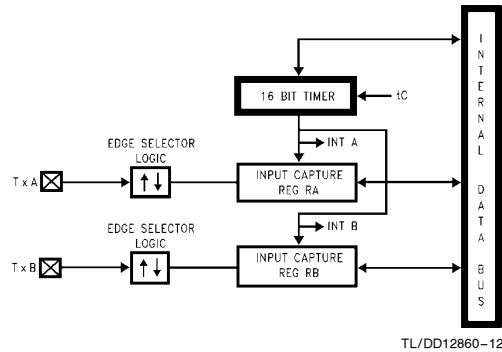 16 BIT TIMER
tC
INT A
EDGE SELECTOR
LOGIC
TxA
↑↓
INPUT CAPTURE
REG RA
INT B
EDGE SELECTOR
LOGIC
TxB
↑↓
INPUT CAPTURE
REG RB
INTERNAL DATA BUS
TL/DD12860–12